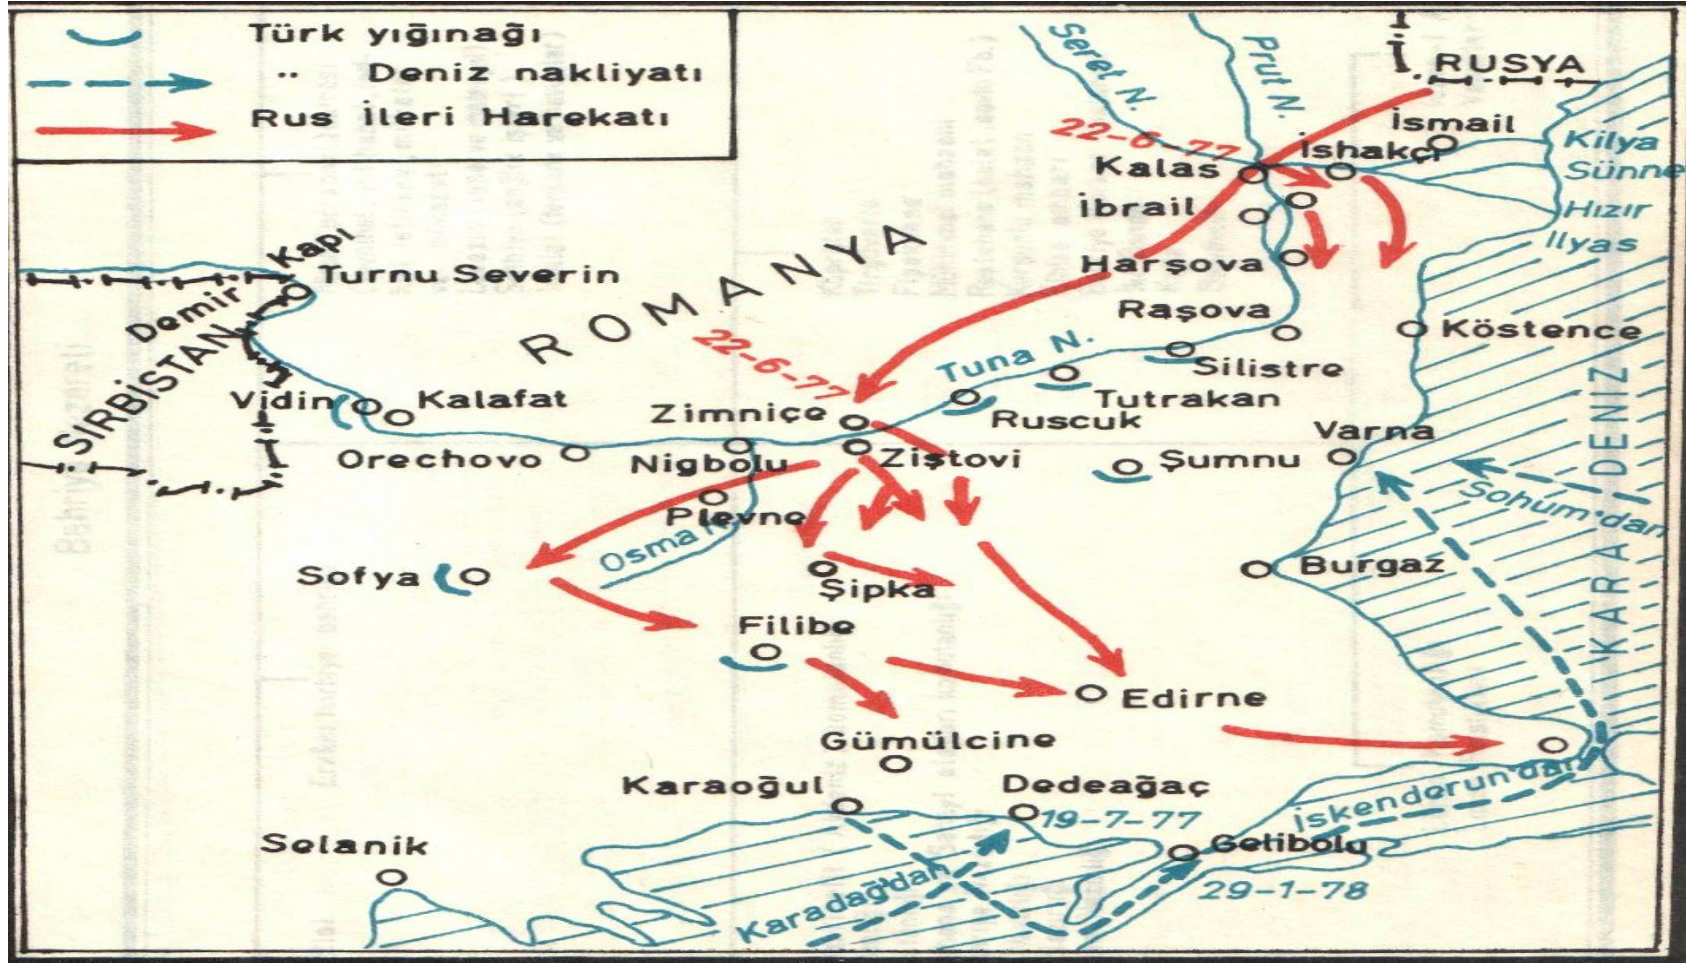 Türk yığınağı
" Deniz nakliyatı
Rus İleri Harekatı
RUSYA
Seret N.
Prut N.
22-6-77
İsmail
İshakçı
Kalas
Kilya
Sünne
Hızır
Ilyas
İbrail
Harşova
Raşova
Köstence
Kapı
Demir
Turnu Severin
SIRBİSTAN
ROMANYA
22-6-77
Tuna N.
Silistre
Tutrakan
Ruscuk
Vidin
Kalafat
Zimniçe
Orechovo
Nigbolu
Ziştovi
Şumnu
Varna
KARA DENİZ
Sohum'dan
Plevne
Osma N.
Sofya
Şipka
Burgaz
Filibe
Edirne
Gümülcine
Karaoğul
Dedeağaç
19-7-77
İskenderun'dan
Selanik
Karadağ'dan
Gelibolu
29-1-78